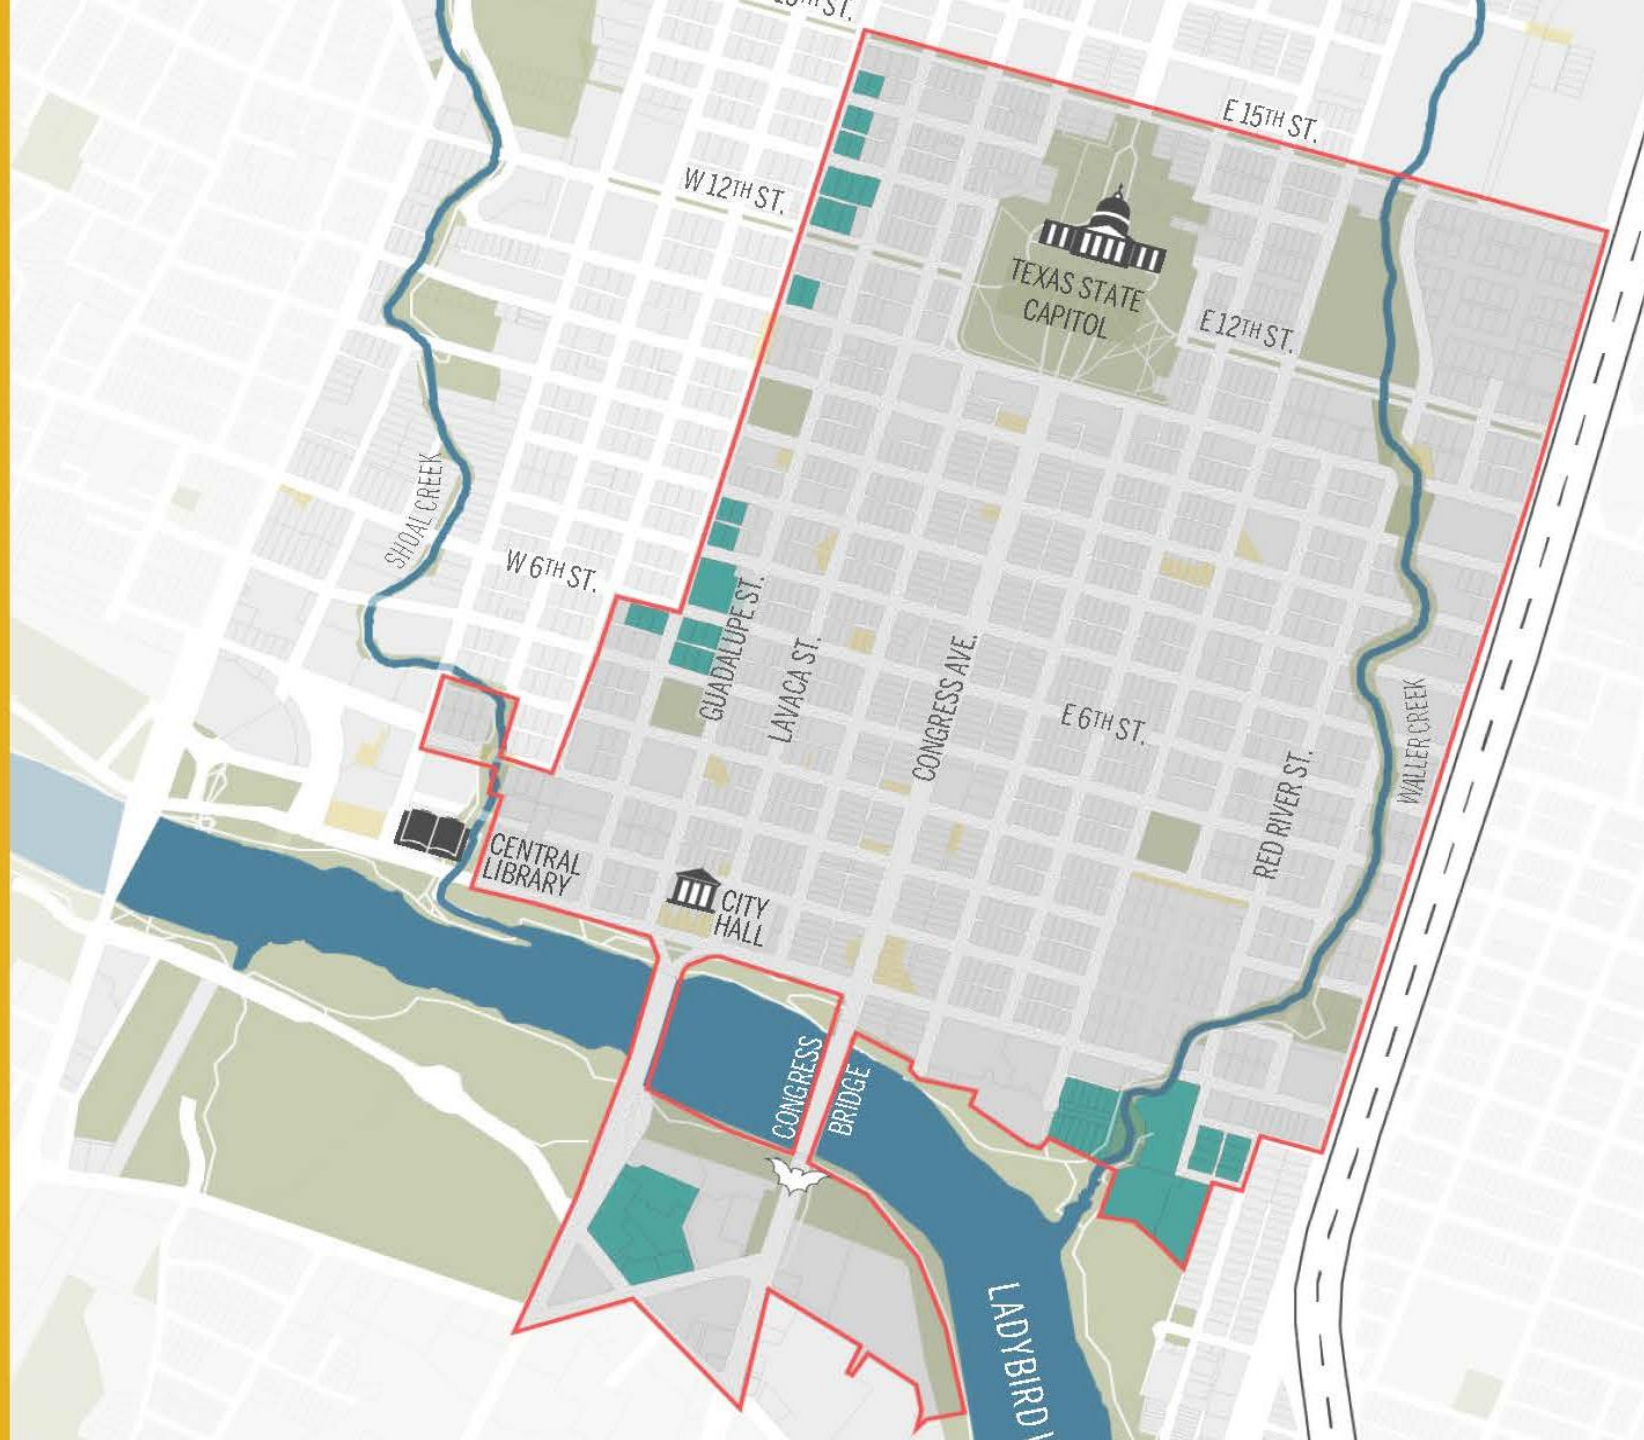 ST.
E 15TH ST.
W 12TH ST.
TEXAS STATE
CAPITOL
E 12TH ST.
SHOAL CREEK
W 6TH ST.
GUADALUPE ST.
LAVACA ST.
CONGRESS AVE.
E 6TH ST.
RED RIVER ST.
WALLER CREEK
CENTRAL
LIBRARY
CITY
HALL
CONGRESS
BRIDGE
LADYBIRD